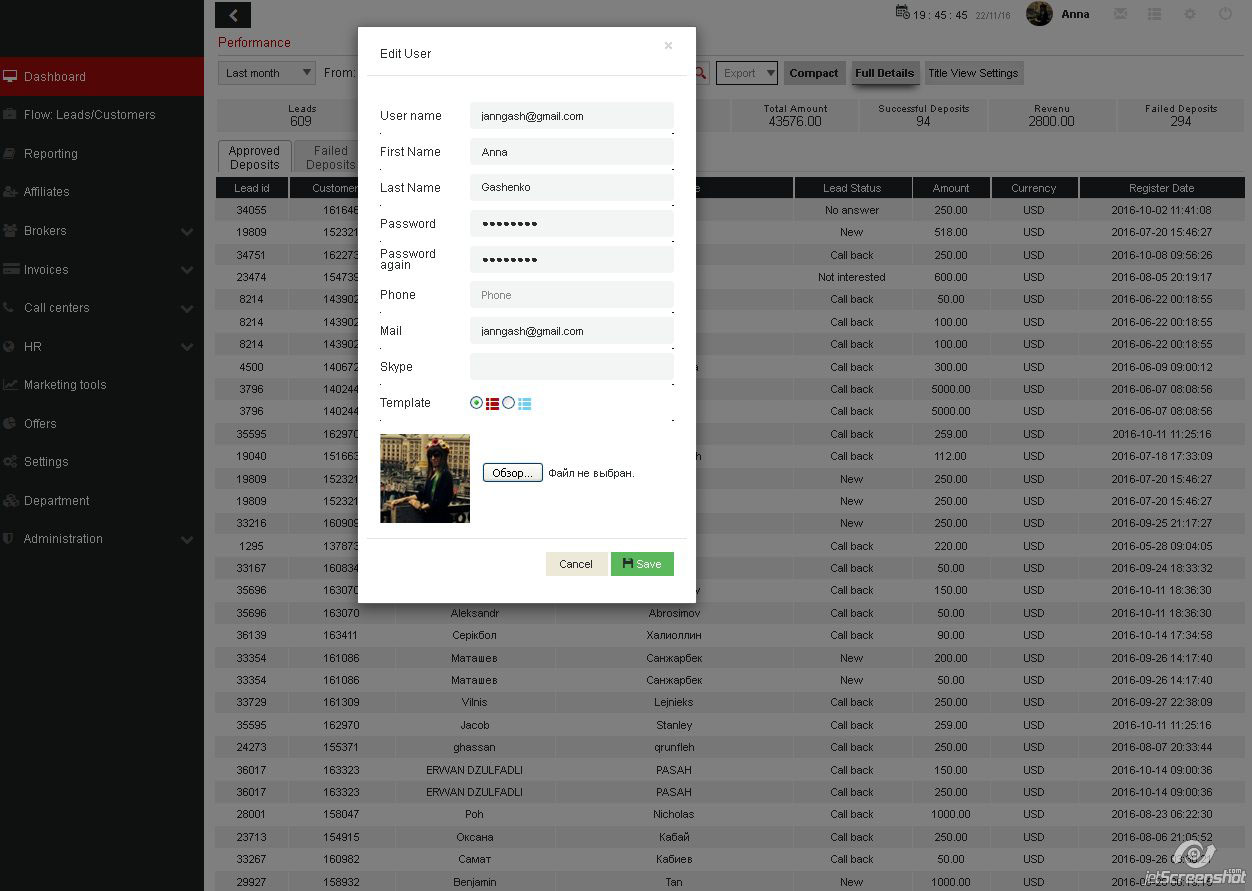 19 : 45 : 45 22/11/16 Anna
Performance
Dashboard
Flow: Leads/Customers
Reporting
Affiliates
Brokers
Invoices
Call centers
HR
Marketing tools
Offers
Settings
Department
Administration
Last month From: Export Compact Full Details Title View Settings
Leads Total Amount Successful Deposits Revenu Failed Deposits
609 43576.00 94 2800.00 294
Approved Deposits Failed Deposits
Edit User ×
User name janngash@gmail.com
First Name Anna
Last Name Gashenko
Password ••••••••
Password again ••••••••
Phone Phone
Mail janngash@gmail.com
Skype
Template
Обзор... Файл не выбран.
Cancel Save
Lead id Customer Lead Status Amount Currency Register Date
34055 161648 No answer 250.00 USD 2016-10-02 11:41:08
19809 152321 New 518.00 USD 2016-07-20 15:46:27
34751 162273 Call back 250.00 USD 2016-10-08 09:56:26
23474 154739 Not interested 600.00 USD 2016-08-05 20:19:17
8214 143902 Call back 50.00 USD 2016-06-22 00:18:55
8214 143902 Call back 100.00 USD 2016-06-22 00:18:55
8214 143902 Call back 100.00 USD 2016-06-22 00:18:55
4500 140672 Call back 300.00 USD 2016-06-09 09:00:12
3796 140244 Call back 5000.00 USD 2016-06-07 08:08:56
3796 140244 Call back 5000.00 USD 2016-06-07 08:08:56
35595 162970 Call back 259.00 USD 2016-10-11 11:25:16
19040 151663 Call back 112.00 USD 2016-07-18 17:33:09
19809 152321 New 250.00 USD 2016-07-20 15:46:27
19809 152321 New 250.00 USD 2016-07-20 15:46:27
33216 160909 New 250.00 USD 2016-09-25 21:17:27
1295 137873 Call back 220.00 USD 2016-05-28 09:04:05
33167 160834 Call back 50.00 USD 2016-09-24 18:33:32
35696 163070 Call back 150.00 USD 2016-10-11 18:36:30
35696 163070 Aleksandr Abrosimov Call back 50.00 USD 2016-10-11 18:36:30
36139 163411 Серікбол Халиоллин Call back 90.00 USD 2016-10-14 17:34:58
33354 161086 Маташев Санжарбек New 200.00 USD 2016-09-26 14:17:40
33354 161086 Маташев Санжарбек New 50.00 USD 2016-09-26 14:17:40
33729 161309 Vilnis Lejnieks Call back 250.00 USD 2016-09-27 22:38:09
35595 162970 Jacob Stanley Call back 259.00 USD 2016-10-11 11:25:16
24273 155371 ghassan qrunfleh Call back 250.00 USD 2016-08-07 20:33:44
36017 163323 ERWAN DZULFADLI PASAH Call back 150.00 USD 2016-10-14 09:00:36
36017 163323 ERWAN DZULFADLI PASAH Call back 250.00 USD 2016-10-14 09:00:36
28001 158047 Poh Nicholas Call back 1000.00 USD 2016-08-23 06:22:30
23713 154915 Оксана Кабай Call back 250.00 USD 2016-08-06 21:05:52
33267 160982 Самат Кабиев Call back 50.00 USD 2016-09-26
29927 158932 Benjamin Tan New 1000.00 USD
jetScreenshot.com